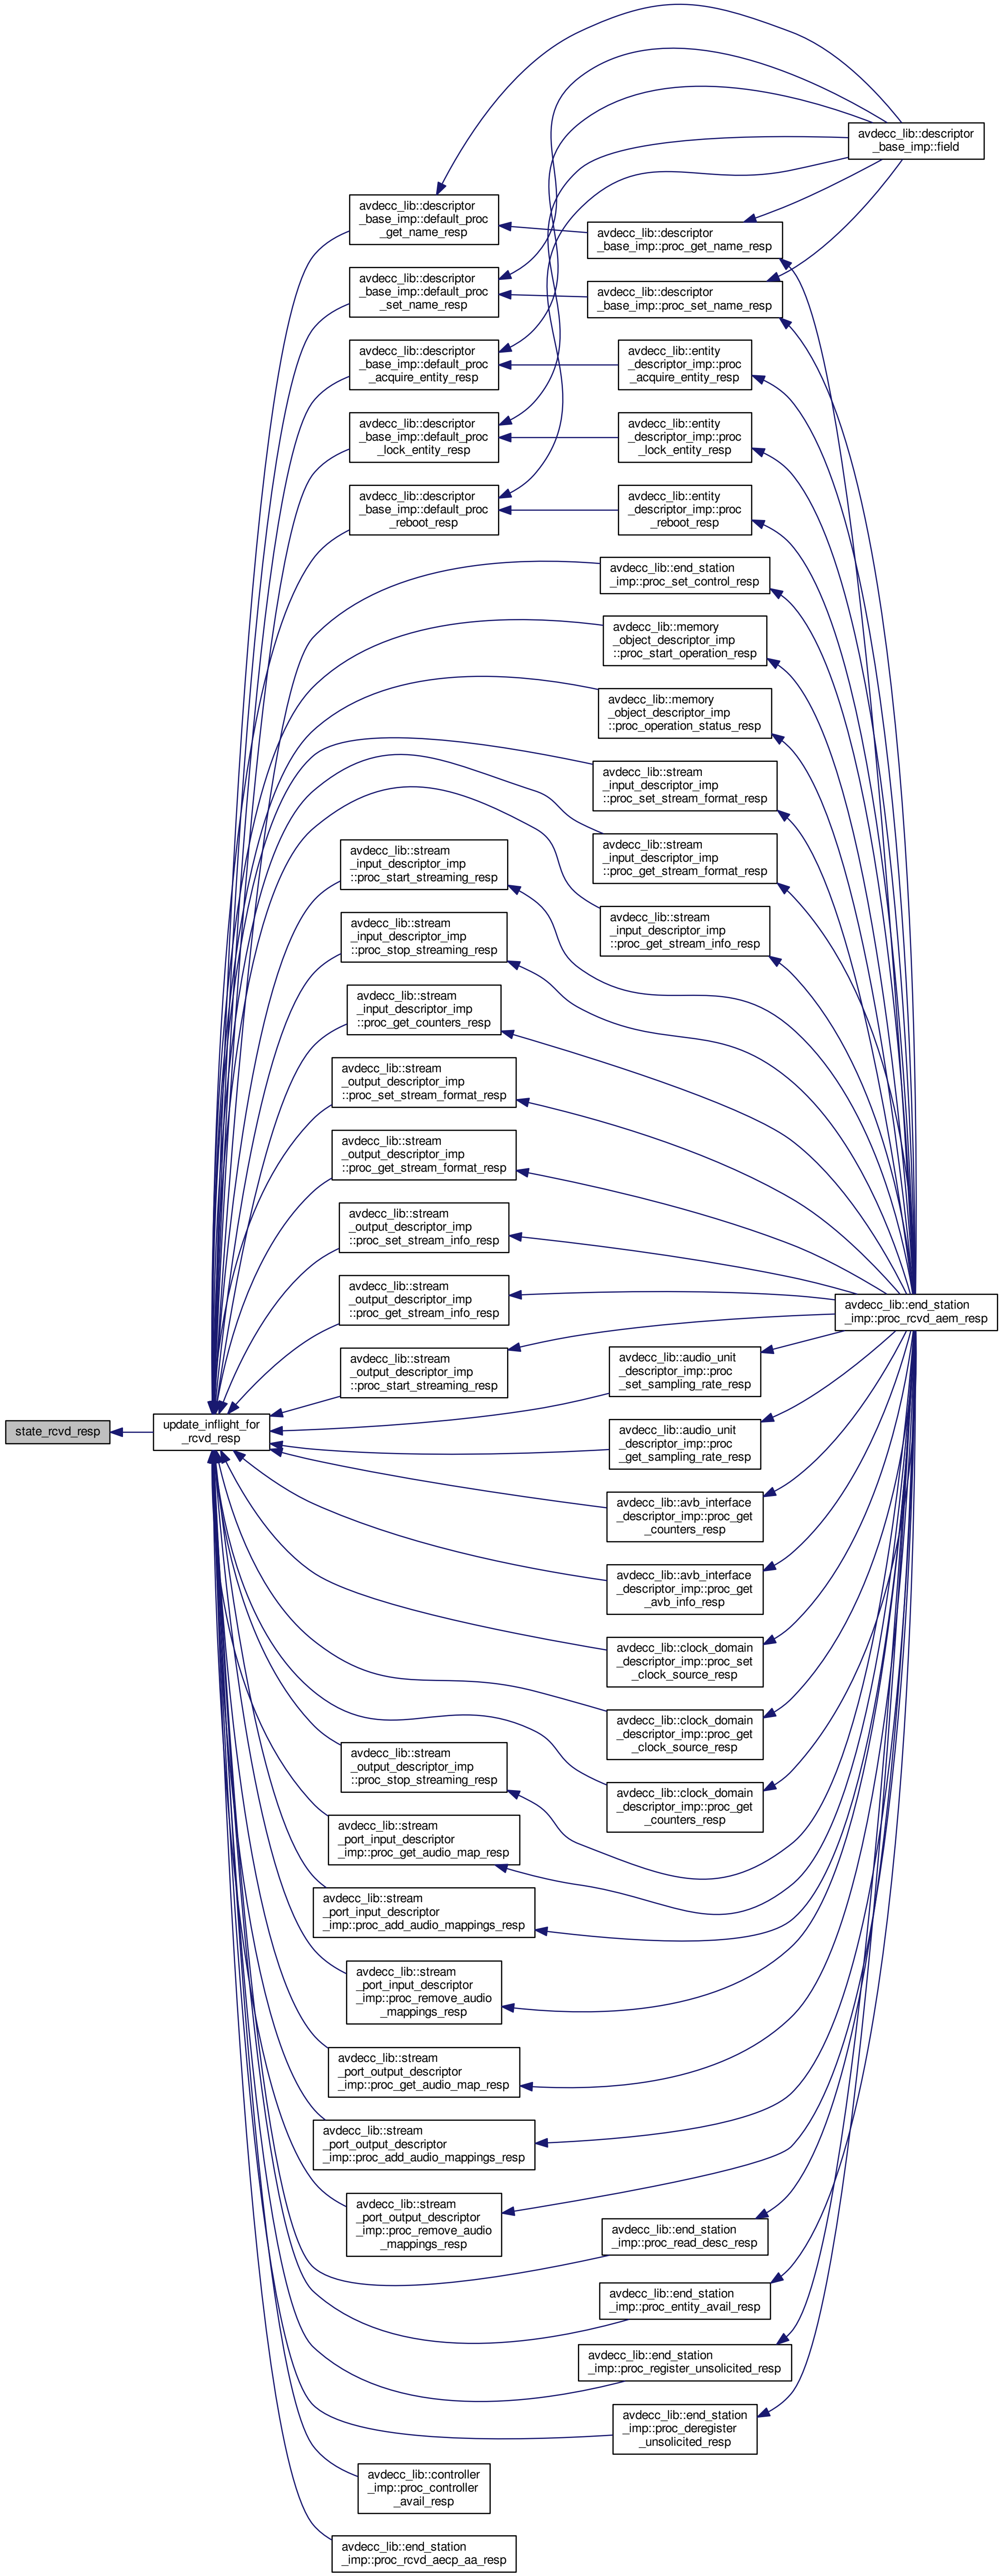 avdecc_lib::descriptor
_base_imp::field
avdecc_lib::descriptor
_base_imp::default_proc
_get_name_resp
avdecc_lib::descriptor
_base_imp::proc_get_name_resp
avdecc_lib::descriptor
_base_imp::default_proc
_set_name_resp
avdecc_lib::descriptor
_base_imp::proc_set_name_resp
avdecc_lib::descriptor
_base_imp::default_proc
_acquire_entity_resp
avdecc_lib::entity
_descriptor_imp::proc
_acquire_entity_resp
avdecc_lib::descriptor
_base_imp::default_proc
_lock_entity_resp
avdecc_lib::entity
_descriptor_imp::proc
_lock_entity_resp
avdecc_lib::descriptor
_base_imp::default_proc
_reboot_resp
avdecc_lib::entity
_descriptor_imp::proc
_reboot_resp
avdecc_lib::end_station
_imp::proc_set_control_resp
avdecc_lib::memory
_object_descriptor_imp
::proc_start_operation_resp
avdecc_lib::memory
_object_descriptor_imp
::proc_operation_status_resp
avdecc_lib::stream
_input_descriptor_imp
::proc_set_stream_format_resp
avdecc_lib::stream
_input_descriptor_imp
::proc_get_stream_format_resp
avdecc_lib::stream
_input_descriptor_imp
::proc_start_streaming_resp
avdecc_lib::stream
_input_descriptor_imp
::proc_get_stream_info_resp
avdecc_lib::stream
_input_descriptor_imp
::proc_stop_streaming_resp
avdecc_lib::stream
_input_descriptor_imp
::proc_get_counters_resp
avdecc_lib::stream
_output_descriptor_imp
::proc_set_stream_format_resp
avdecc_lib::stream
_output_descriptor_imp
::proc_get_stream_format_resp
avdecc_lib::stream
_output_descriptor_imp
::proc_set_stream_info_resp
avdecc_lib::stream
_output_descriptor_imp
::proc_get_stream_info_resp
avdecc_lib::end_station
_imp::proc_rcvd_aem_resp
avdecc_lib::stream
_output_descriptor_imp
::proc_start_streaming_resp
avdecc_lib::audio_unit
_descriptor_imp::proc
_set_sampling_rate_resp
state_rcvd_resp
update_inflight_for
_rcvd_resp
avdecc_lib::audio_unit
_descriptor_imp::proc
_get_sampling_rate_resp
avdecc_lib::avb_interface
_descriptor_imp::proc_get
_counters_resp
avdecc_lib::avb_interface
_descriptor_imp::proc_get
_avb_info_resp
avdecc_lib::clock_domain
_descriptor_imp::proc_set
_clock_source_resp
avdecc_lib::clock_domain
_descriptor_imp::proc_get
_clock_source_resp
avdecc_lib::stream
_output_descriptor_imp
::proc_stop_streaming_resp
avdecc_lib::clock_domain
_descriptor_imp::proc_get
_counters_resp
avdecc_lib::stream
_port_input_descriptor
_imp::proc_get_audio_map_resp
avdecc_lib::stream
_port_input_descriptor
_imp::proc_add_audio_mappings_resp
avdecc_lib::stream
_port_input_descriptor
_imp::proc_remove_audio
_mappings_resp
avdecc_lib::stream
_port_output_descriptor
_imp::proc_get_audio_map_resp
avdecc_lib::stream
_port_output_descriptor
_imp::proc_add_audio_mappings_resp
avdecc_lib::stream
_port_output_descriptor
_imp::proc_remove_audio
_mappings_resp
avdecc_lib::end_station
_imp::proc_read_desc_resp
avdecc_lib::end_station
_imp::proc_entity_avail_resp
avdecc_lib::end_station
_imp::proc_register_unsolicited_resp
avdecc_lib::end_station
_imp::proc_deregister
_unsolicited_resp
avdecc_lib::controller
_imp::proc_controller
_avail_resp
avdecc_lib::end_station
_imp::proc_rcvd_aecp_aa_resp